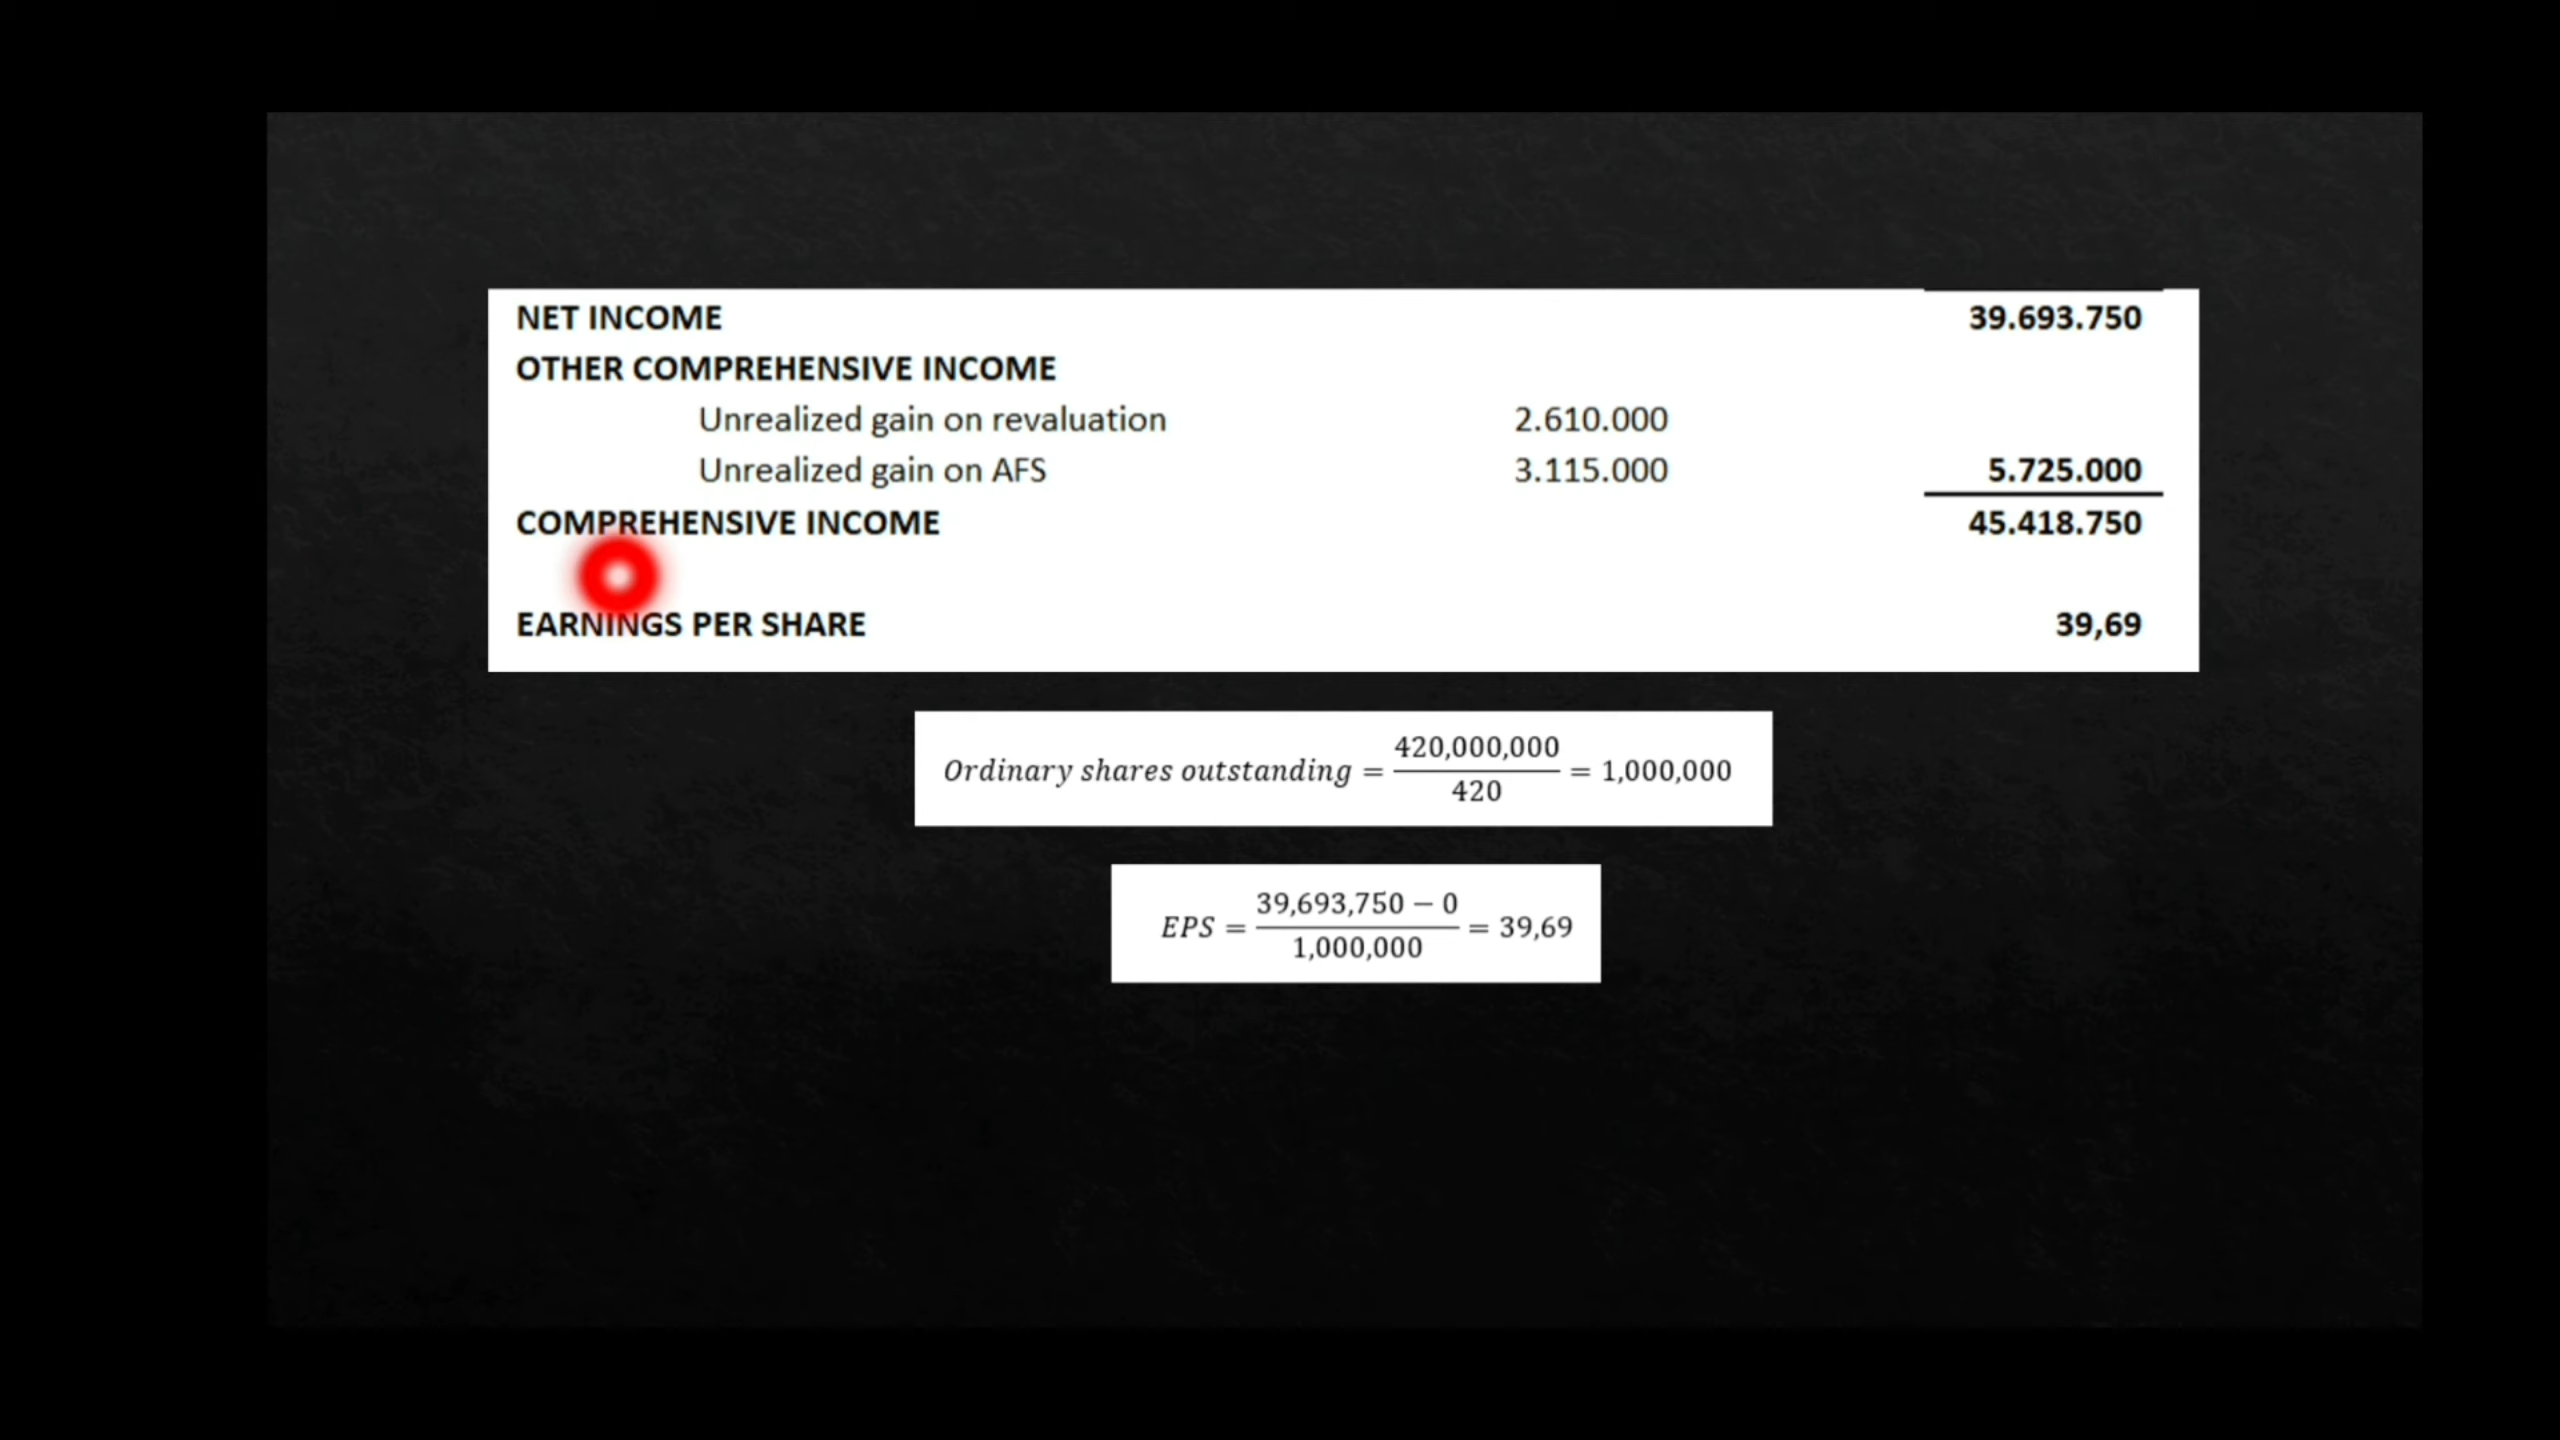 NET INCOME 39.693.750
OTHER COMPREHENSIVE INCOME
Unrealized gain on revaluation 2.610.000
Unrealized gain on AFS 3.115.000 5.725.000
COMPREHENSIVE INCOME 45.418.750
EARNINGS PER SHARE 39,69
Ordinary shares outstanding = 420,000,000 / 420 = 1,000,000
EPS = 39,693,750 − 0 / 1,000,000 = 39,69